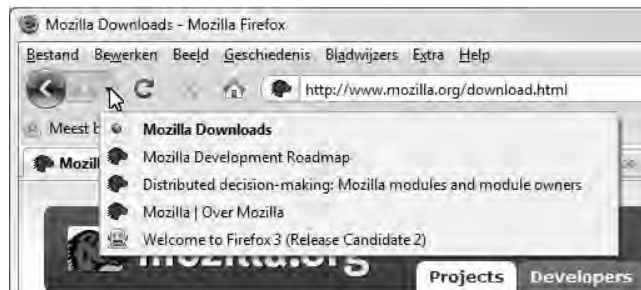 Mozilla Downloads - Mozilla Firefox
Bestand Bewerken Beeld Geschiedenis Bladwijzers Extra Help
http://www.mozilla.org/download.html
Meest b
Mozilla Downloads
Mozilla Development Roadmap
Mozil
Distributed decision-making: Mozilla modules and module owners
Mozilla | Over Mozilla
Welcome to Firefox 3 (Release Candidate 2)
mozilla.org
Projects Developers